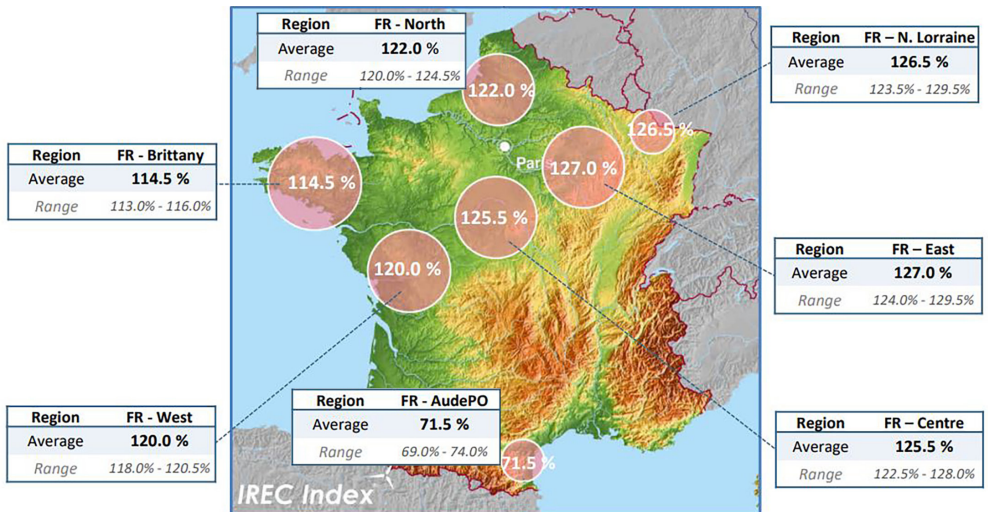 Region FR - North
Average 122.0 %
Range 120.0% - 124.5%
Region FR – N. Lorraine
Average 126.5 %
Range 123.5% - 129.5%
122.0 %
126.5 %
Paris
127.0 %
Region FR - Brittany
Average 114.5 %
Range 113.0% - 116.0%
114.5 %
125.5 %
Region FR – East
Average 127.0 %
Range 124.0% - 129.5%
120.0 %
Region FR - West
Average 120.0 %
Range 118.0% - 120.5%
Region FR - AudePO
Average 71.5 %
Range 69.0% - 74.0%
Region FR – Centre
Average 125.5 %
Range 122.5% - 128.0%
71.5 %
IREC Index